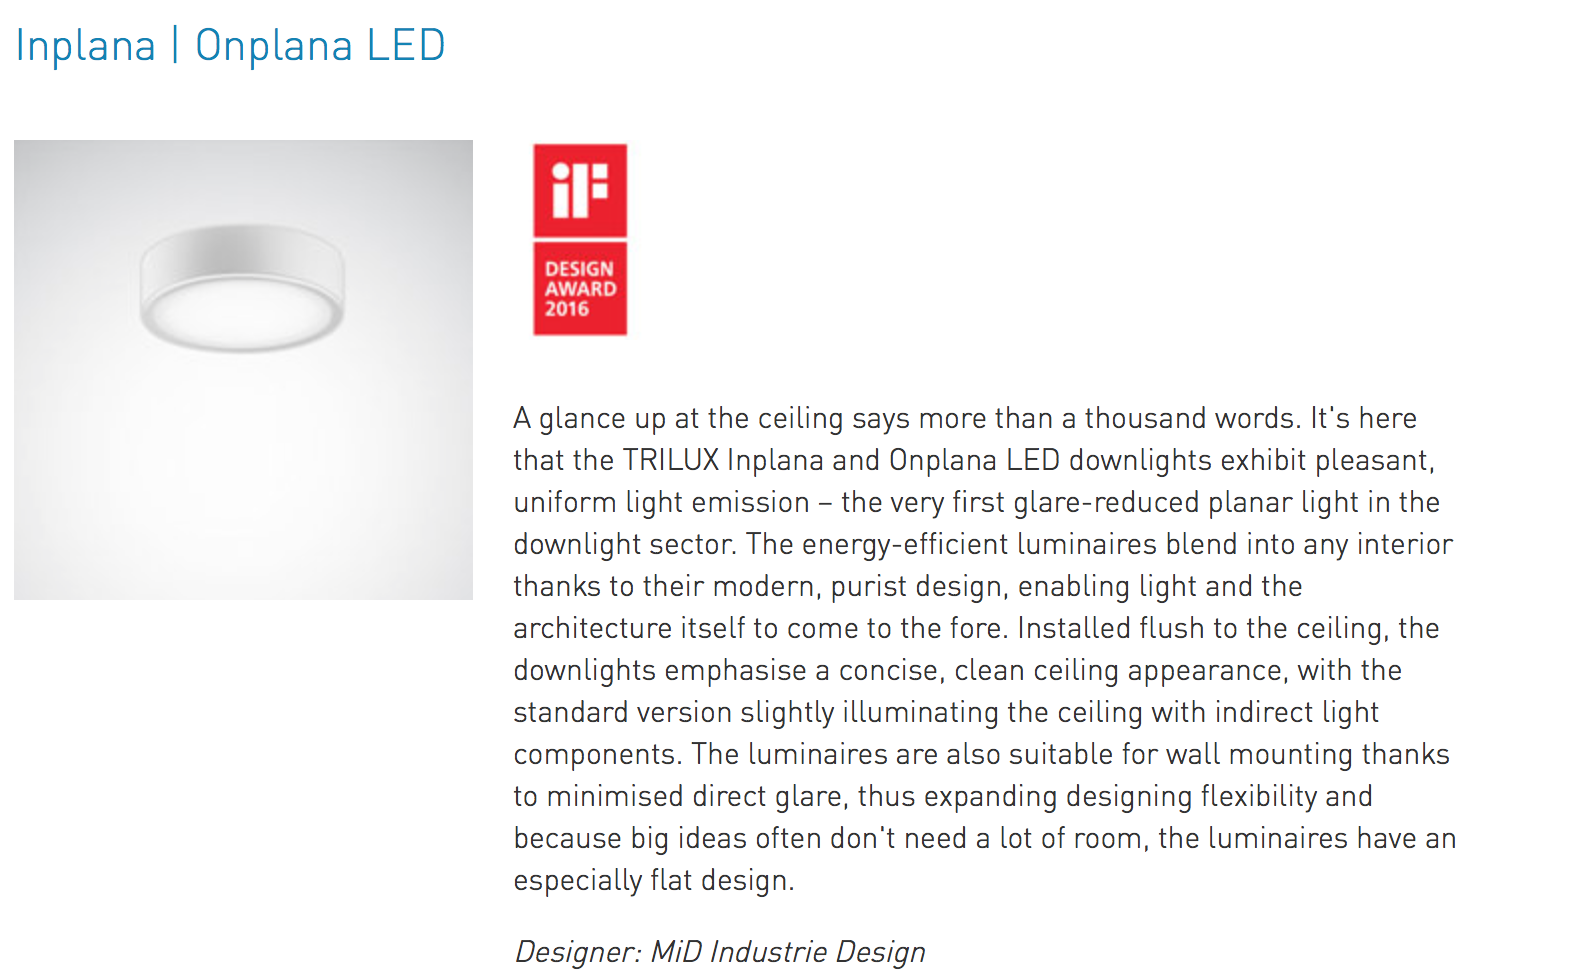 Inplana | Onplana LED
iF
DESIGN
AWARD
2016
A glance up at the ceiling says more than a thousand words. It's here
that the TRILUX Inplana and Onplana LED downlights exhibit pleasant,
uniform light emission – the very first glare-reduced planar light in the
downlight sector. The energy-efficient luminaires blend into any interior
thanks to their modern, purist design, enabling light and the
architecture itself to come to the fore. Installed flush to the ceiling, the
downlights emphasise a concise, clean ceiling appearance, with the
standard version slightly illuminating the ceiling with indirect light
components. The luminaires are also suitable for wall mounting thanks
to minimised direct glare, thus expanding designing flexibility and
because big ideas often don't need a lot of room, the luminaires have an
especially flat design.
Designer: MiD Industrie Design